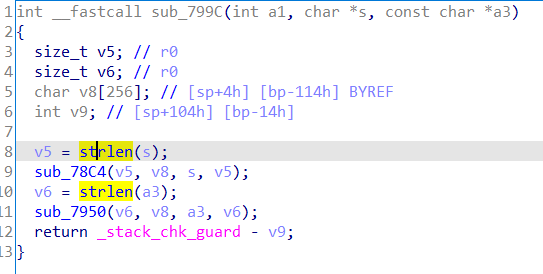 1 int __fastcall sub_799C(int a1, char *s, const char *a3)
2 {
3 size_t v5; // r0
4 size_t v6; // r0
5 char v8[256]; // [sp+4h] [bp-114h] BYREF
6 int v9; // [sp+104h] [bp-14h]
7
8 v5 = strlen(s);
9 sub_78C4(v5, v8, s, v5);
10 v6 = strlen(a3);
11 sub_7950(v6, v8, a3, v6);
12 return _stack_chk_guard - v9;
13 }